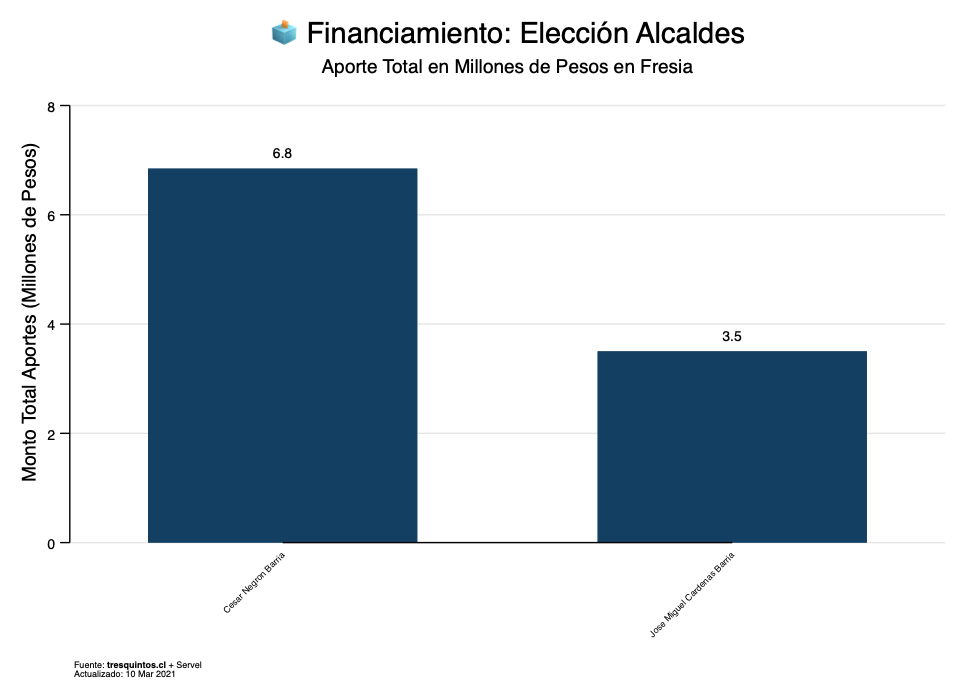 Financiamiento: Elección Alcaldes
Aporte Total en Millones de Pesos en Fresia
Monto Total Aportes (Millones de Pesos)
8
6
4
2
0
6.8
3.5
Cesar Negron Barria
Jose Miguel Cardenas Barria
Fuente: tresquintos.cl + Servel
Actualizado: 10 Mar 2021